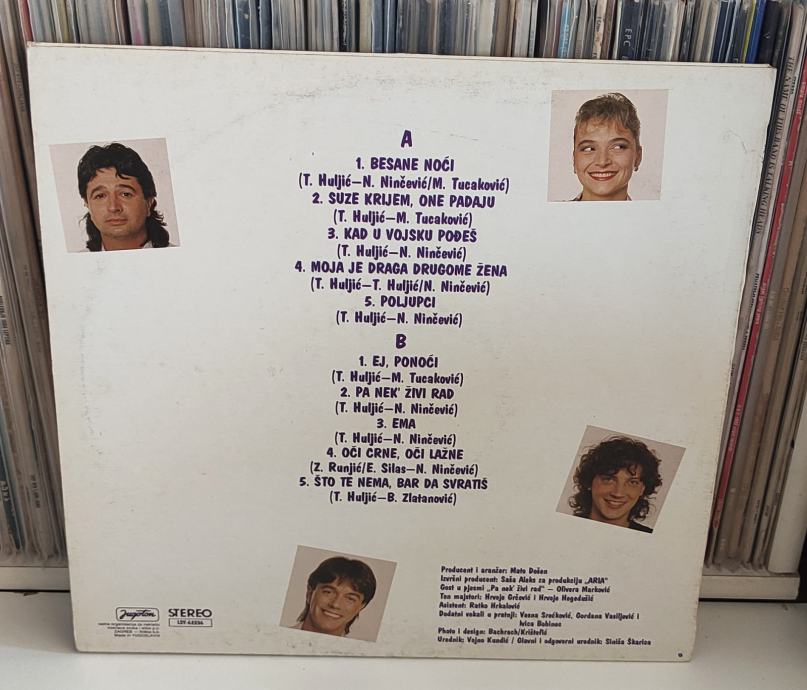 A
1. BESANE NOĆI
(T. Huljić—N. Ninčević/M. Tucaković)
2. SUZE KRIJEM, ONE PADAJU
(T. Huljić—M. Tucaković)
3. KAD U VOJSKU POĐEŠ
(T. Huljić—N. Ninčević)
4. MOJA JE DRAGA DRUGOME ŽENA
(T. Huljić—T. Huljić/N. Ninčević)
5. POLJUPCI
(T. Huljić—N. Ninčević)
B
1. EJ, PONOĆI
(T. Huljić—M. Tucaković)
2. PA NEK' ŽIVI RAD
(T. Huljić—N. Ninčević)
3. EMA
(T. Huljić—N. Ninčević)
4. OČI CRNE, OČI LAŽNE
(Z. Runjić/E. Silas—N. Ninčević)
5. ŠTO TE NEMA, BAR DA SVRATIŠ
(T. Huljić—B. Zlatanović)
Producent i aranžer: Mato Došen
Izvršni producent: Saša Aleks za produkciju „ARIA"
Gost u pjesmi „Pa nek' živi rad" — Olivera Marković
Ton majstori: Hrvoje Grčević i Hrvoje Hegedušić
Asistent: Ratko Hrkalović
Dodatni vokali u pratnji: Vesna Srećković, Gordana Vasiljević i
Ivica Bobinec
Photo i design: Bachrach/Krištofić
Urednik: Vojno Kundić / Glavni i odgovorni urednik: Siniša Škarica
Jugoton
STEREO
ZAGREB
Made in YUGOSLAVIA